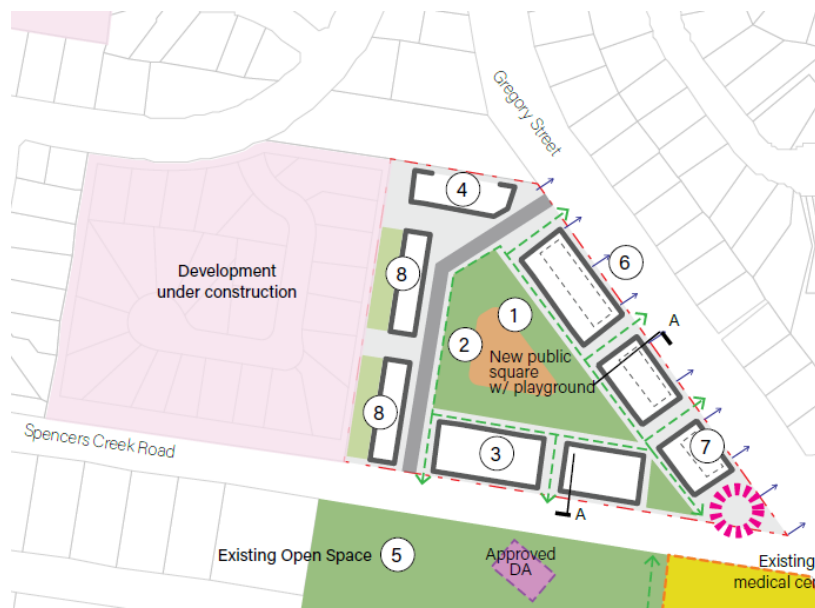 Gregory Street
4
6
8
Development
under construction
1
A
2
New public
square
w/ playground
8
Spencers Creek Road
3
7
A
Existing Open Space
5
Approved
DA
Existing
medical cen